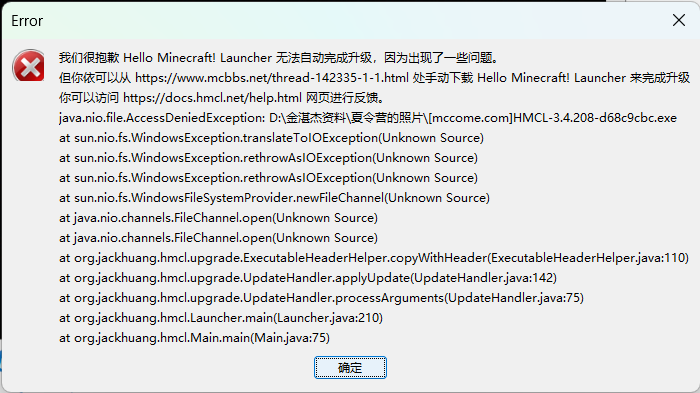 Error
我们很抱歉 Hello Minecraft! Launcher 无法自动完成升级，因为出现了一些问题。
但你依可以从 https://www.mcbbs.net/thread-142335-1-1.html 处手动下载 Hello Minecraft! Launcher 来完成升级
你可以访问 https://docs.hmcl.net/help.html 网页进行反馈。
java.nio.file.AccessDeniedException: D:\金湛杰资料\夏令营的照片\[mccome.com]HMCL-3.4.208-d68c9cbc.exe
at sun.nio.fs.WindowsException.translateToIOException(Unknown Source)
at sun.nio.fs.WindowsException.rethrowAsIOException(Unknown Source)
at sun.nio.fs.WindowsException.rethrowAsIOException(Unknown Source)
at sun.nio.fs.WindowsFileSystemProvider.newFileChannel(Unknown Source)
at java.nio.channels.FileChannel.open(Unknown Source)
at java.nio.channels.FileChannel.open(Unknown Source)
at org.jackhuang.hmcl.upgrade.ExecutableHeaderHelper.copyWithHeader(ExecutableHeaderHelper.java:110)
at org.jackhuang.hmcl.upgrade.UpdateHandler.applyUpdate(UpdateHandler.java:142)
at org.jackhuang.hmcl.upgrade.UpdateHandler.processArguments(UpdateHandler.java:75)
at org.jackhuang.hmcl.Launcher.main(Launcher.java:210)
at org.jackhuang.hmcl.Main.main(Main.java:75)
确定